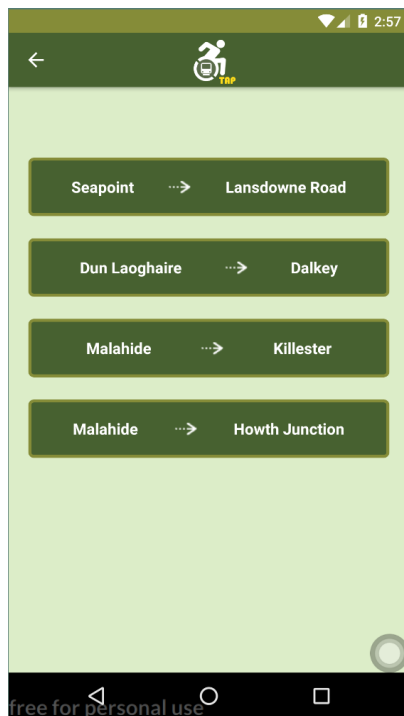 2:57
TAP
Seapoint Lansdowne Road
Dun Laoghaire Dalkey
Malahide Killester
Malahide Howth Junction
free for personal use